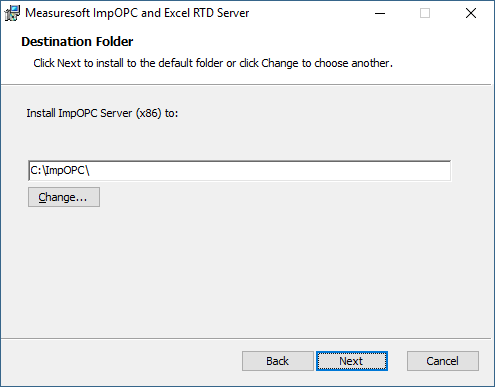 Measuresoft ImpOPC and Excel RTD Server
Destination Folder
Click Next to install to the default folder or click Change to choose another.
Install ImpOPC Server (x86) to:
C:\ImpOPC\
Change...
Back
Next
Cancel